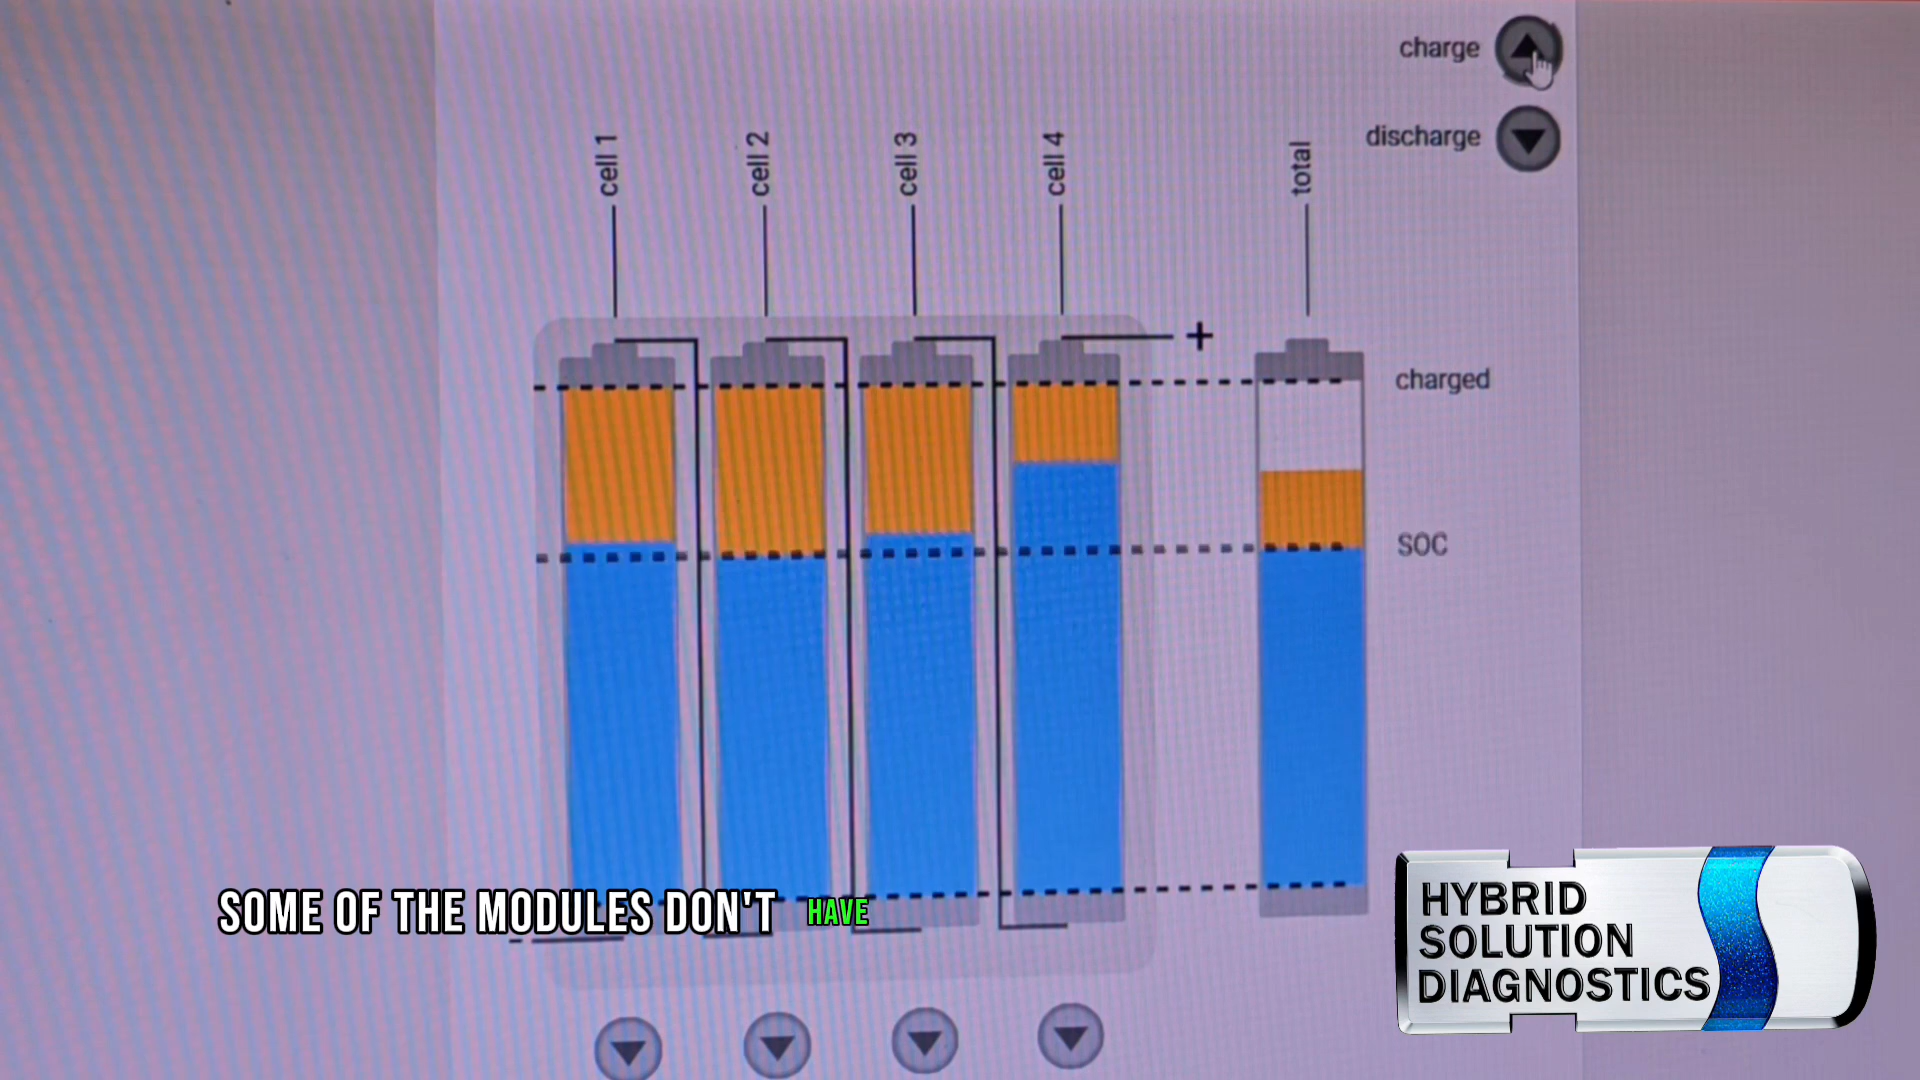 charge
discharge
cell 1
cell 2
cell 3
cell 4
total
+
charged
SOC
-
SOME OF THE MODULES DON'T HAVE
HYBRID
SOLUTION
DIAGNOSTICS